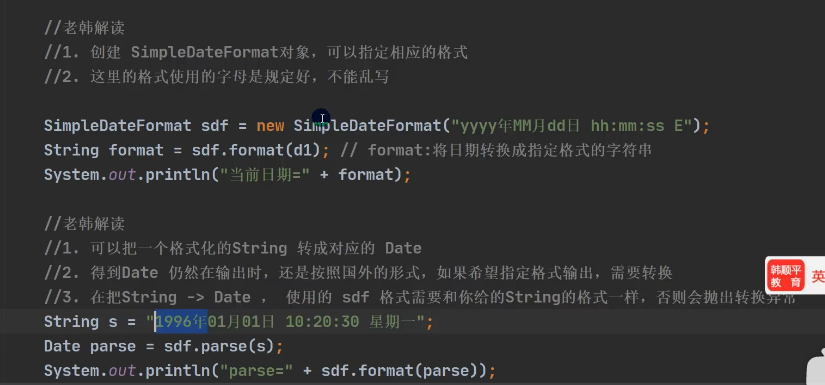 //老韩解读
//1. 创建 SimpleDateFormat对象，可以指定相应的格式
//2. 这里的格式使用的字母是规定好，不能乱写
SimpleDateFormat sdf = new SimpleDateFormat("yyyy年MM月dd日 hh:mm:ss E");
String format = sdf.format(d1); // format:将日期转换成指定格式的字符串
System.out.println("当前日期=" + format);
//老韩解读
//1. 可以把一个格式化的String 转成对应的 Date
//2. 得到Date 仍然在输出时，还是按照国外的形式，如果希望指定格式输出，需要转换
//3. 在把String -> Date ， 使用的 sdf 格式需要和你给的String的格式一样，否则会抛出转换异常
String s = "1996年01月01日 10:20:30 星期一";
Date parse = sdf.parse(s);
System.out.println("parse=" + sdf.format(parse));
韩顺平
教育
英